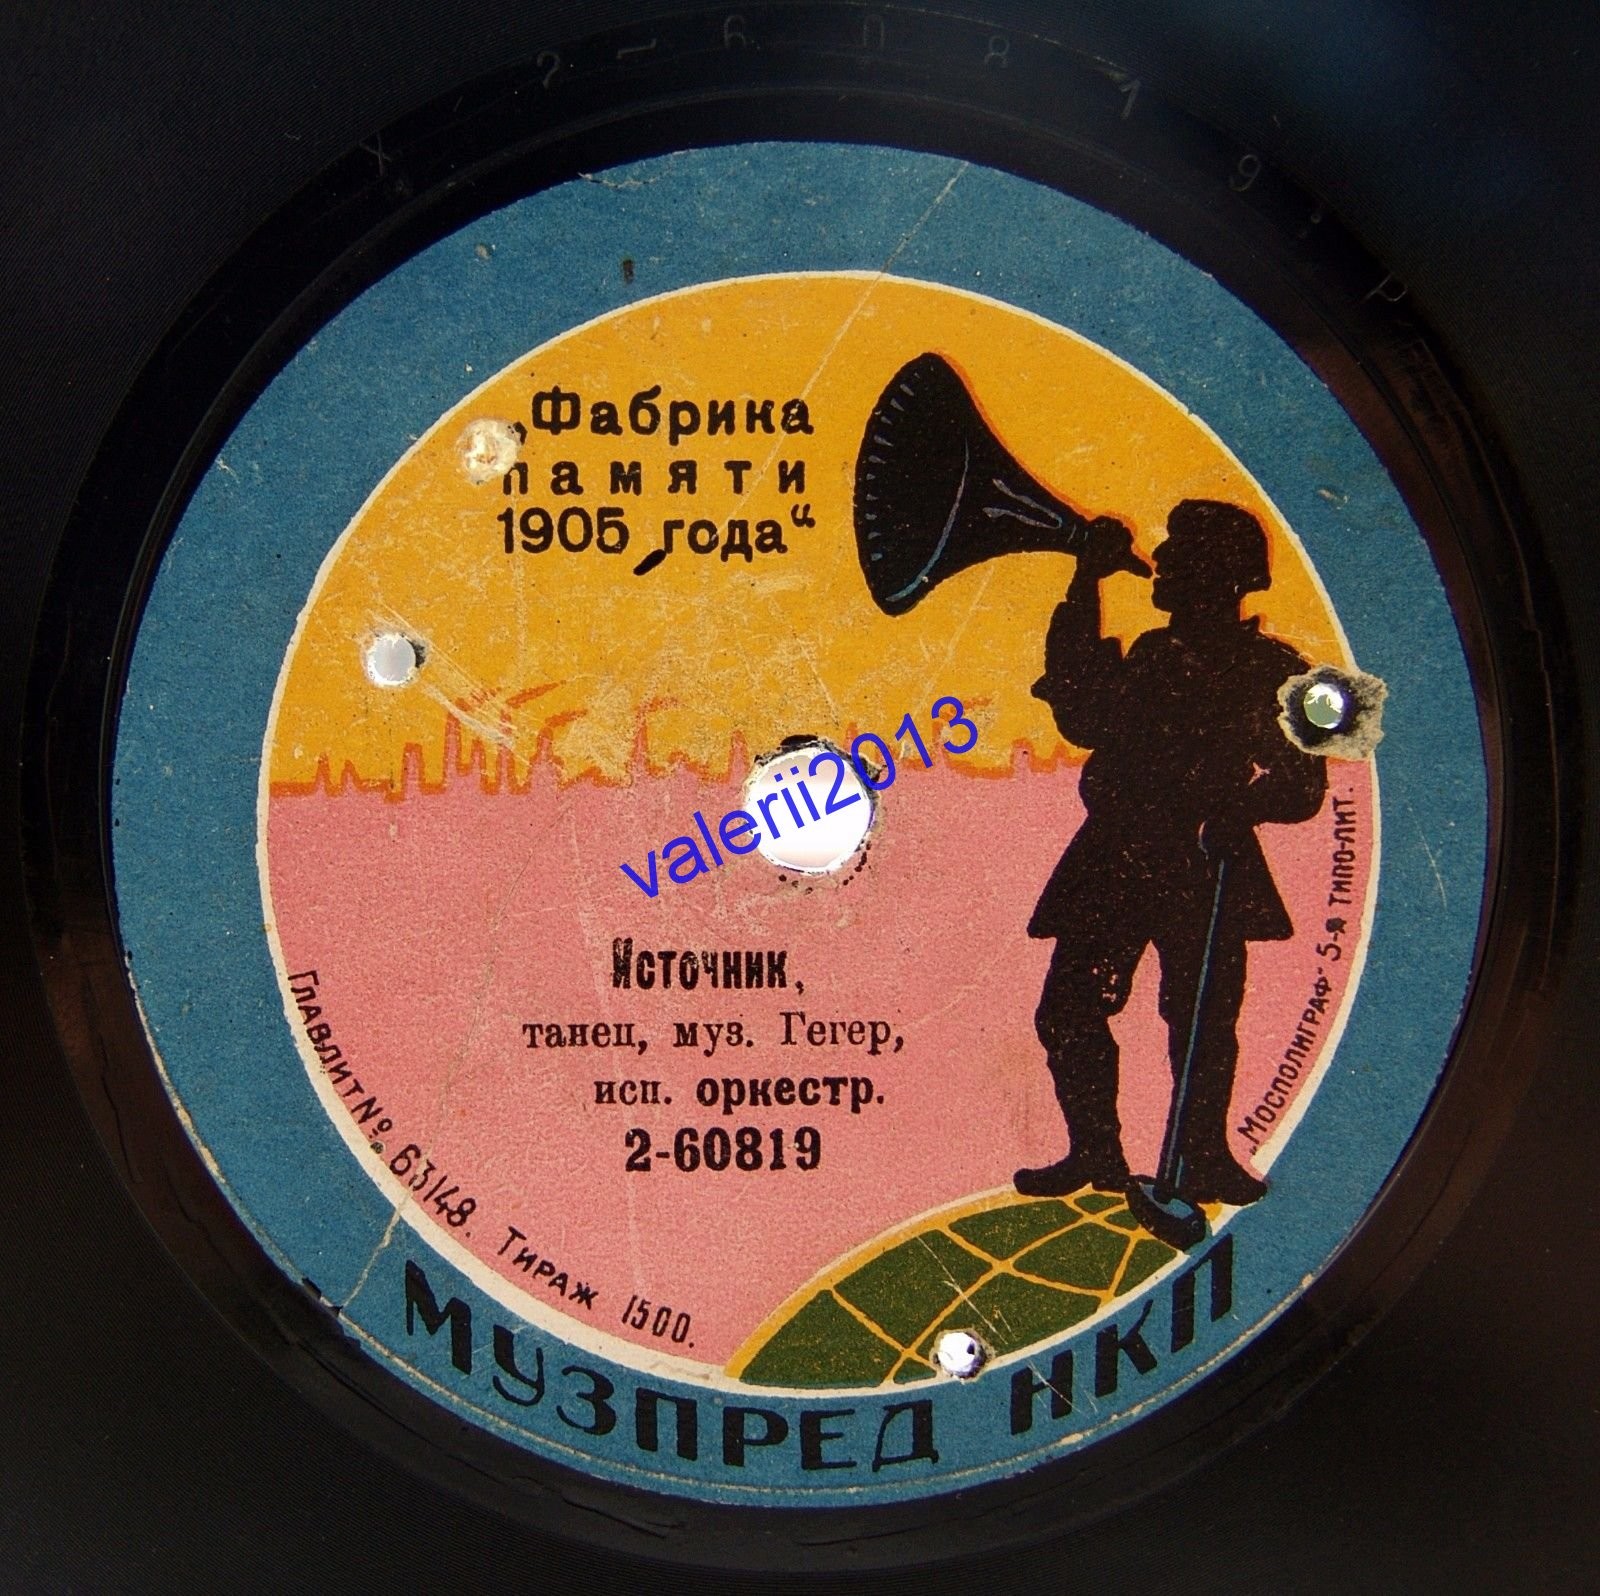 „Фабрика
памяти
1905 года“
valerii2013
Источник,
танец, муз. Гегер,
исп. оркестр.
2-60819
Главлит № 63148. Тираж 1500.
„Мосполиграф“ 5-я типо-лит.
МУЗПРЕД НКП